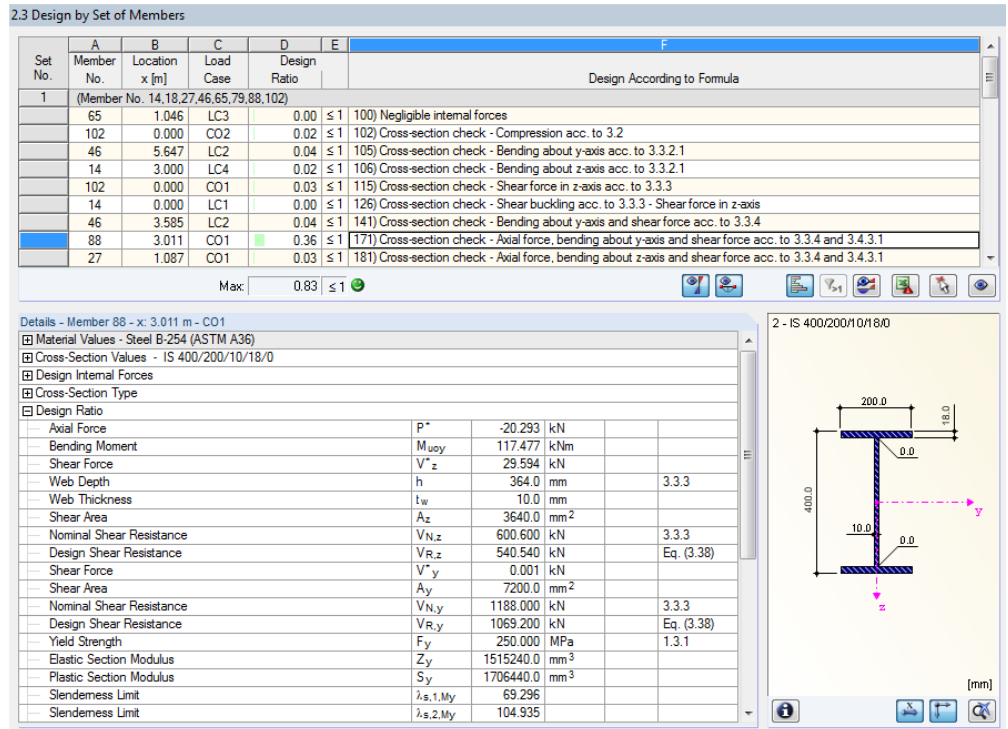 2.3 Design by Set of Members
A B C D E F
Set Member Location Load Design
No. No. x [m] Case Ratio Design According to Formula
1 (Member No. 14,18,27,46,65,79,88,102)
65 1.046 LC3 0.00 ≤ 1 100) Negligible internal forces
102 0.000 CO2 0.02 ≤ 1 102) Cross-section check - Compression acc. to 3.2
46 5.647 LC2 0.04 ≤ 1 105) Cross-section check - Bending about y-axis acc. to 3.3.2.1
14 3.000 LC4 0.02 ≤ 1 106) Cross-section check - Bending about z-axis acc. to 3.3.2.1
102 0.000 CO1 0.03 ≤ 1 115) Cross-section check - Shear force in z-axis acc. to 3.3.3
14 0.000 LC1 0.00 ≤ 1 126) Cross-section check - Shear buckling acc. to 3.3.3 - Shear force in z-axis
46 3.585 LC2 0.04 ≤ 1 141) Cross-section check - Bending about y-axis and shear force acc. to 3.3.4
88 3.011 CO1 0.36 ≤ 1 171) Cross-section check - Axial force, bending about y-axis and shear force acc. to 3.3.4 and 3.4.3.1
27 1.087 CO1 0.03 ≤ 1 181) Cross-section check - Axial force, bending about z-axis and shear force acc. to 3.3.4 and 3.4.3.1
Max: 0.83 ≤ 1
Details - Member 88 - x: 3.011 m - CO1
Material Values - Steel B-254 (ASTM A36)
Cross-Section Values - IS 400/200/10/18/0
Design Internal Forces
Cross-Section Type
Design Ratio
Axial Force P* -20.293 kN
Bending Moment Muoy 117.477 kNm
Shear Force V*z 29.594 kN
Web Depth h 364.0 mm 3.3.3
Web Thickness tw 10.0 mm
Shear Area Az 3640.0 mm2
Nominal Shear Resistance VN,z 600.600 kN 3.3.3
Design Shear Resistance VR,z 540.540 kN Eq. (3.38)
Shear Force V*y 0.001 kN
Shear Area Ay 7200.0 mm2
Nominal Shear Resistance VN,y 1188.000 kN 3.3.3
Design Shear Resistance VR,y 1069.200 kN Eq. (3.38)
Yield Strength Fy 250.000 MPa 1.3.1
Elastic Section Modulus Zy 1515240.0 mm3
Plastic Section Modulus Sy 1706440.0 mm3
Slenderness Limit λs,1,My 69.296
Slenderness Limit λs,2,My 104.935
2 - IS 400/200/10/18/0
200.0
18.0
0.0
400.0
y
10.0
0.0
z
[mm]